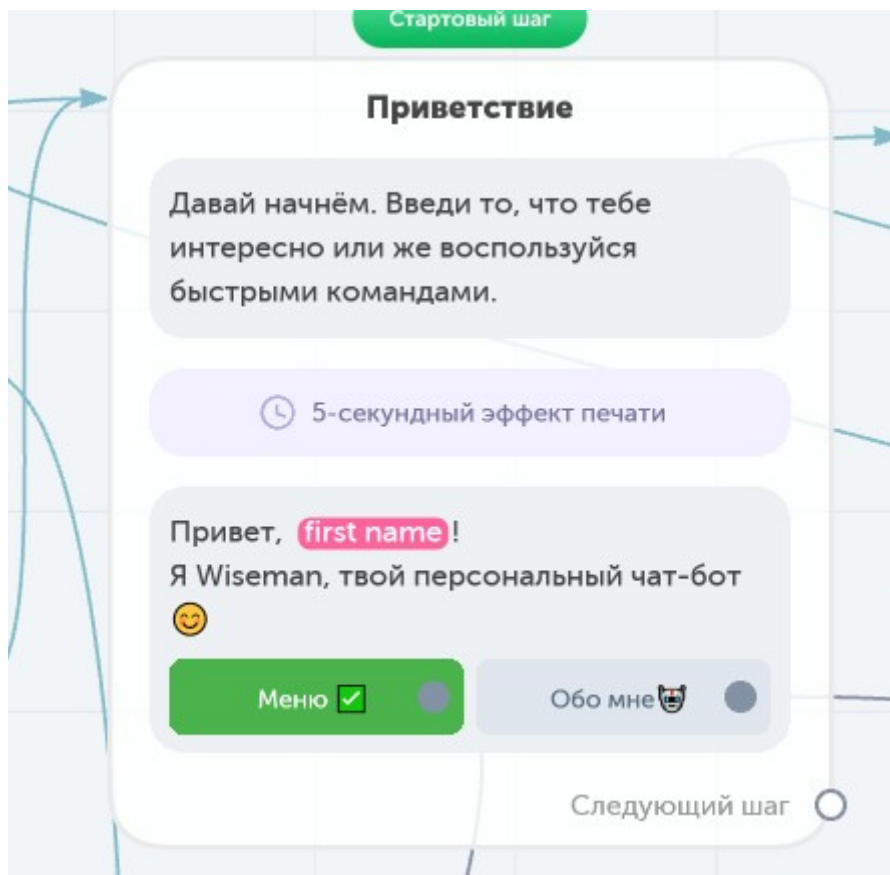 Стартовый шаг
Приветствие
Давай начнём. Введи то, что тебе
интересно или же воспользуйся
быстрыми командами.
5-секундный эффект печати
Привет, first name!
Я Wiseman, твой персональный чат-бот
😊
Меню ✅ Обо мне🤖
Следующий шаг